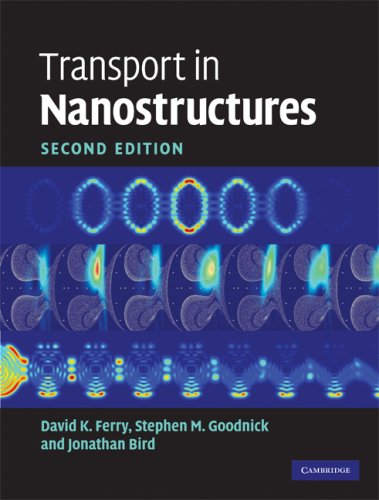 Transport in
Nanostructures
SECOND EDITION
David K. Ferry, Stephen M. Goodnick
and Jonathan Bird
CAMBRIDGE